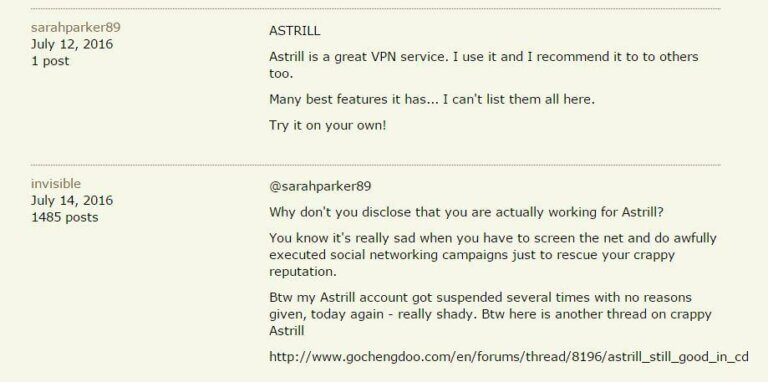 sarahparker89
July 12, 2016
1 post
ASTRILL
Astrill is a great VPN service. I use it and I recommend it to to others
too.
Many best features it has... I can't list them all here.
Try it on your own!
invisible
July 14, 2016
1485 posts
@sarahparker89
Why don't you disclose that you are actually working for Astrill?
You know it's really sad when you have to screen the net and do awfully
executed social networking campaigns just to rescue your crappy
reputation.
Btw my Astrill account got suspended several times with no reasons
given, today again - really shady. Btw here is another thread on crappy
Astrill
http://www.gochengdoo.com/en/forums/thread/8196/astrill_still_good_in_cd